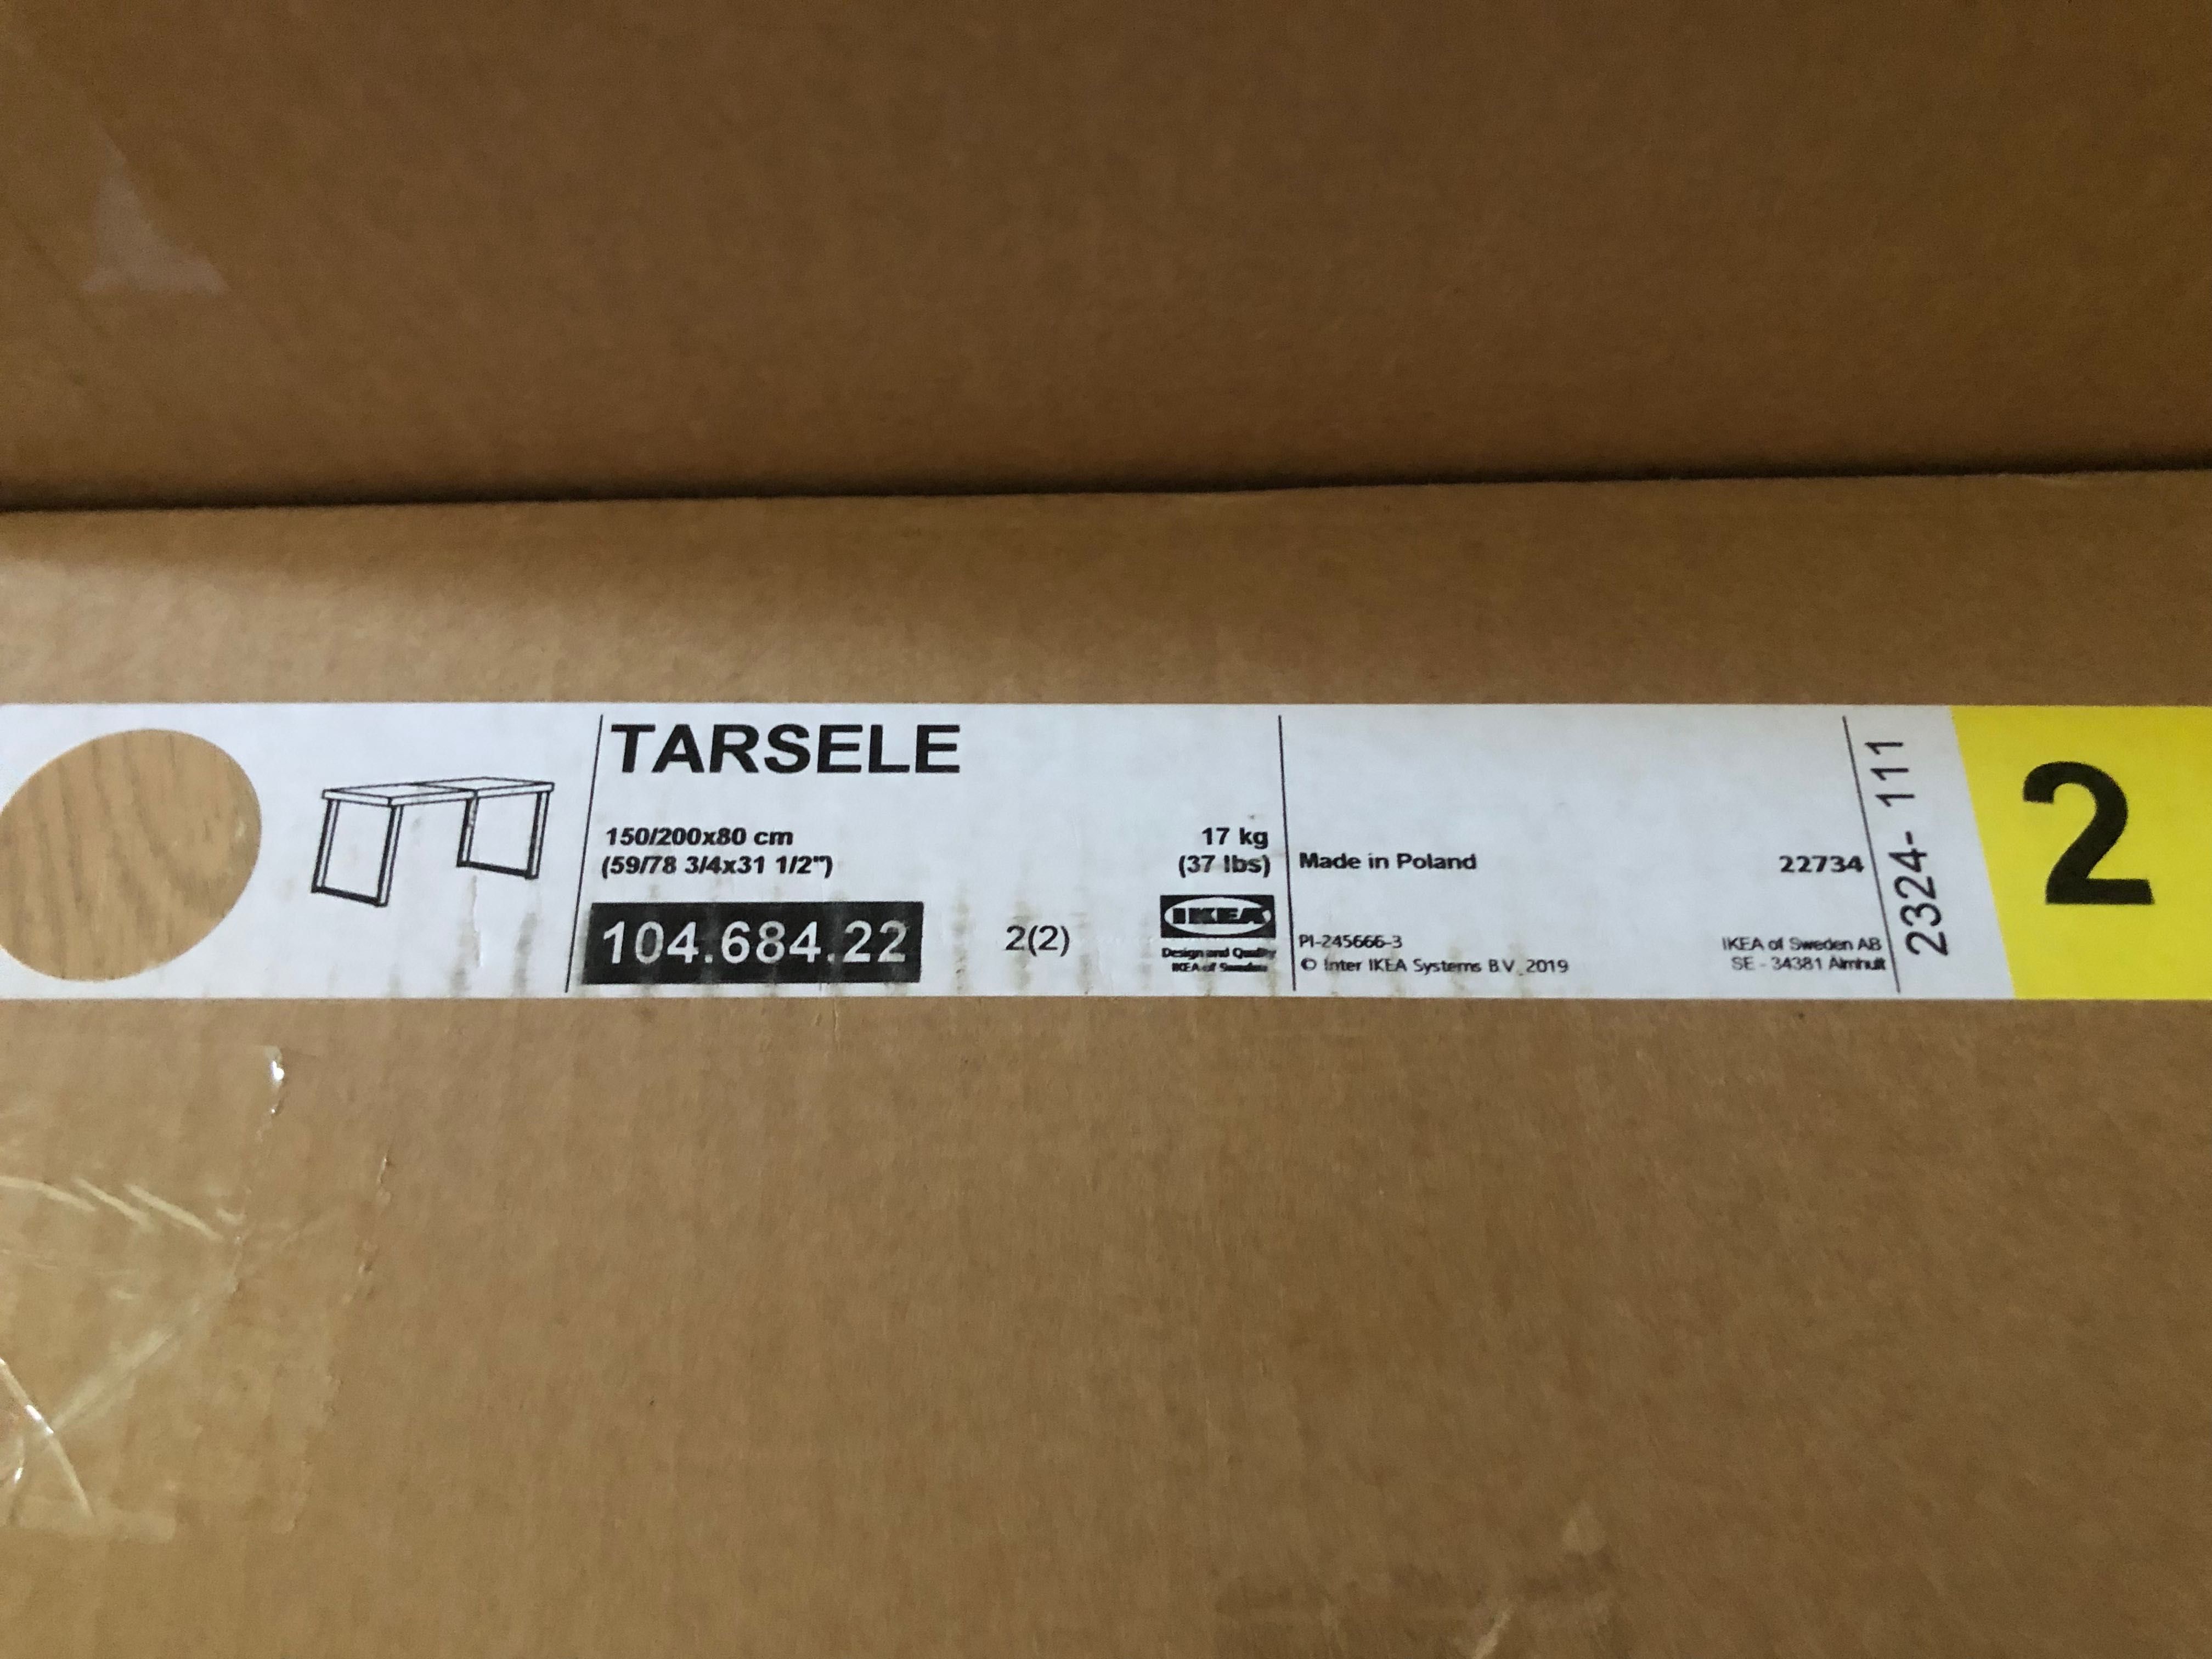 TARSELE
150/200x80 cm
(59/78 3/4x31 1/2")
17 kg
(37 lbs)
104.684.22
2(2)
IKEA
Design and Quality
IKEA of Sweden
Made in Poland
22734
PI-245666-3
© Inter IKEA Systems B.V. 2019
IKEA of Sweden AB
SE - 34381 Älmhult
2324- 111
2